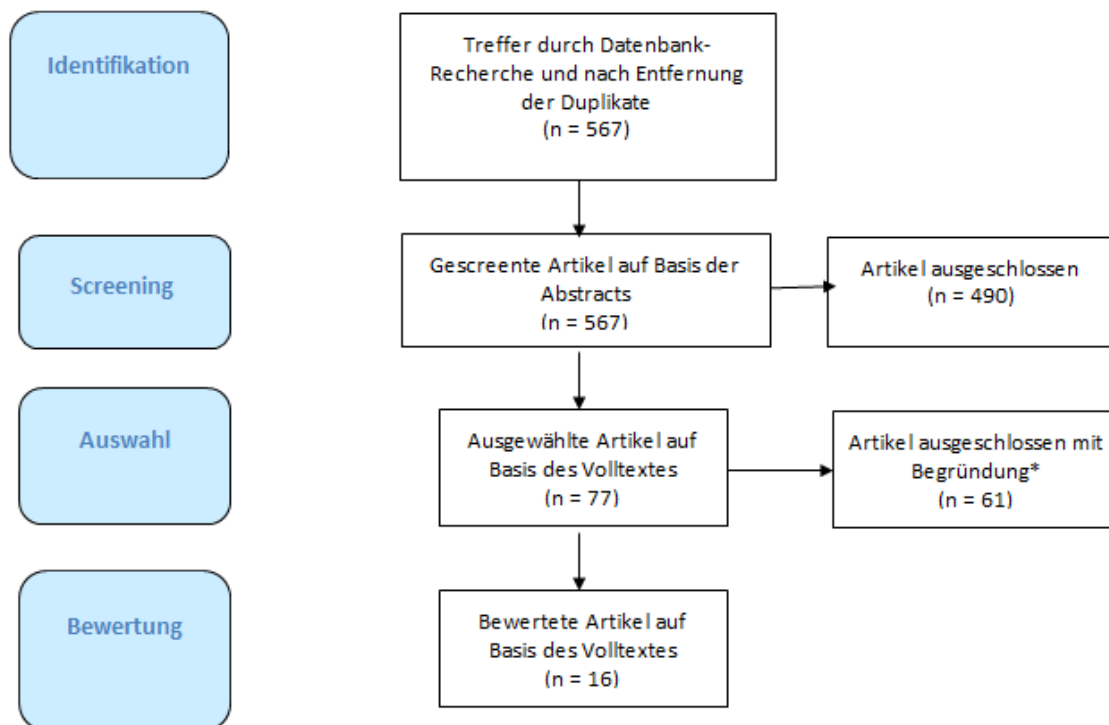 Identifikation
Treffer durch Datenbank-
Recherche und nach Entfernung
der Duplikate
(n = 567)
Screening
Gescreente Artikel auf Basis der
Abstracts
(n = 567)
Artikel ausgeschlossen
(n = 490)
Auswahl
Ausgewählte Artikel auf
Basis des Volltextes
(n = 77)
Artikel ausgeschlossen mit
Begründung*
(n = 61)
Bewertung
Bewertete Artikel auf
Basis des Volltextes
(n = 16)